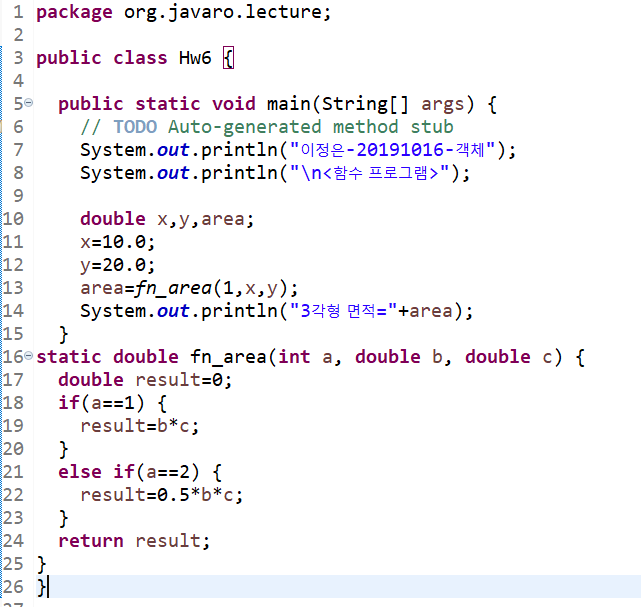 1 package org.javaro.lecture;
2
3 public class Hw6 {
4
5 public static void main(String[] args) {
6 // TODO Auto-generated method stub
7 System.out.println("이정은-20191016-객체");
8 System.out.println("\n<함수 프로그램>");
9
10 double x,y,area;
11 x=10.0;
12 y=20.0;
13 area=fn_area(1,x,y);
14 System.out.println("3각형 면적="+area);
15 }
16 static double fn_area(int a, double b, double c) {
17 double result=0;
18 if(a==1) {
19 result=b*c;
20 }
21 else if(a==2) {
22 result=0.5*b*c;
23 }
24 return result;
25 }
26 }
27